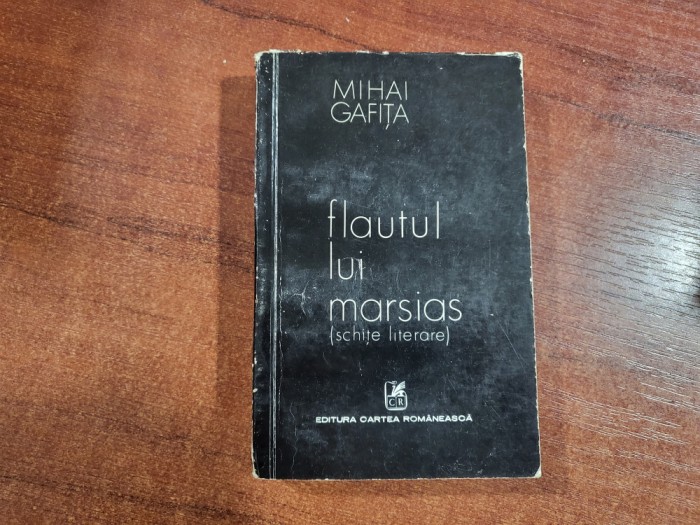 MIHAI
GAFIȚA
flautul
lui
marsias
(schițe literare)
CR
EDITURA CARTEA ROMÂNEASCĂ